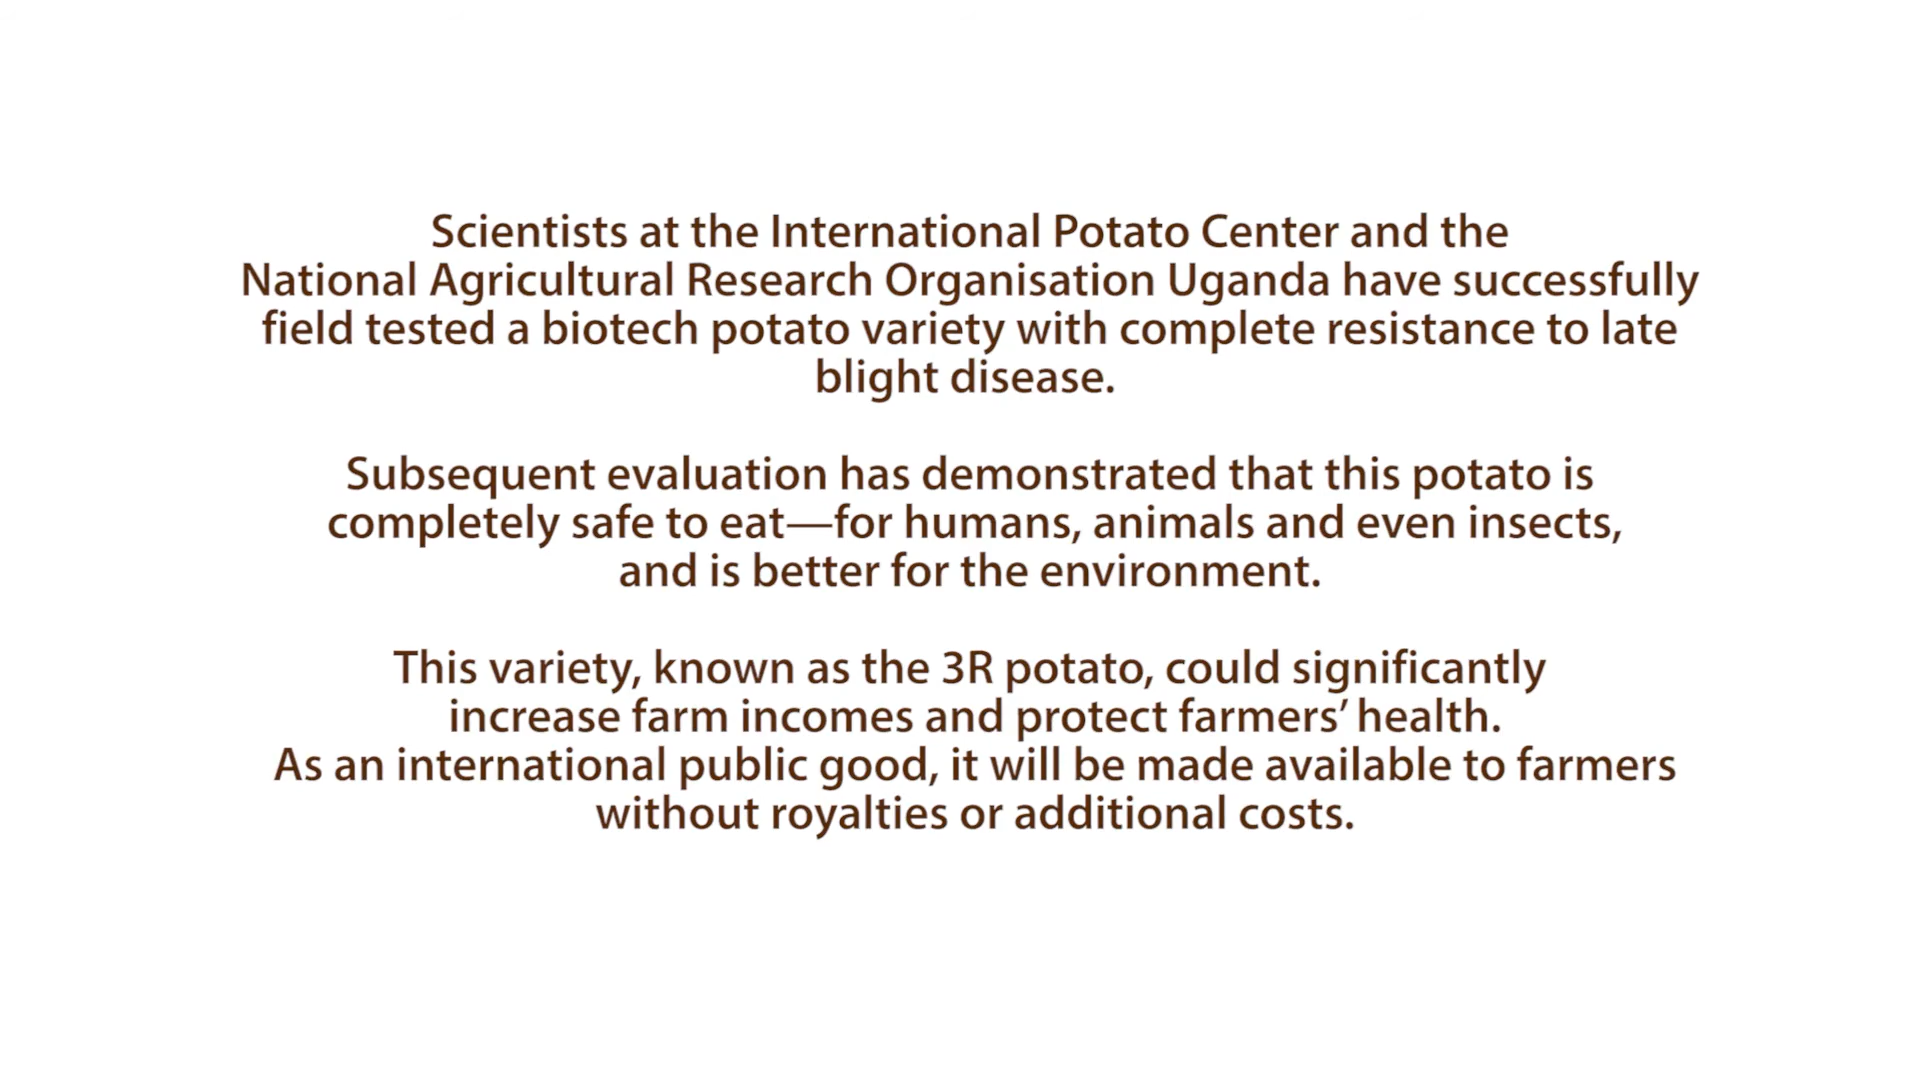 Scientists at the International Potato Center and the
National Agricultural Research Organisation Uganda have successfully
field tested a biotech potato variety with complete resistance to late
blight disease.
Subsequent evaluation has demonstrated that this potato is
completely safe to eat—for humans, animals and even insects,
and is better for the environment.
This variety, known as the 3R potato, could significantly
increase farm incomes and protect farmers’ health.
As an international public good, it will be made available to farmers
without royalties or additional costs.